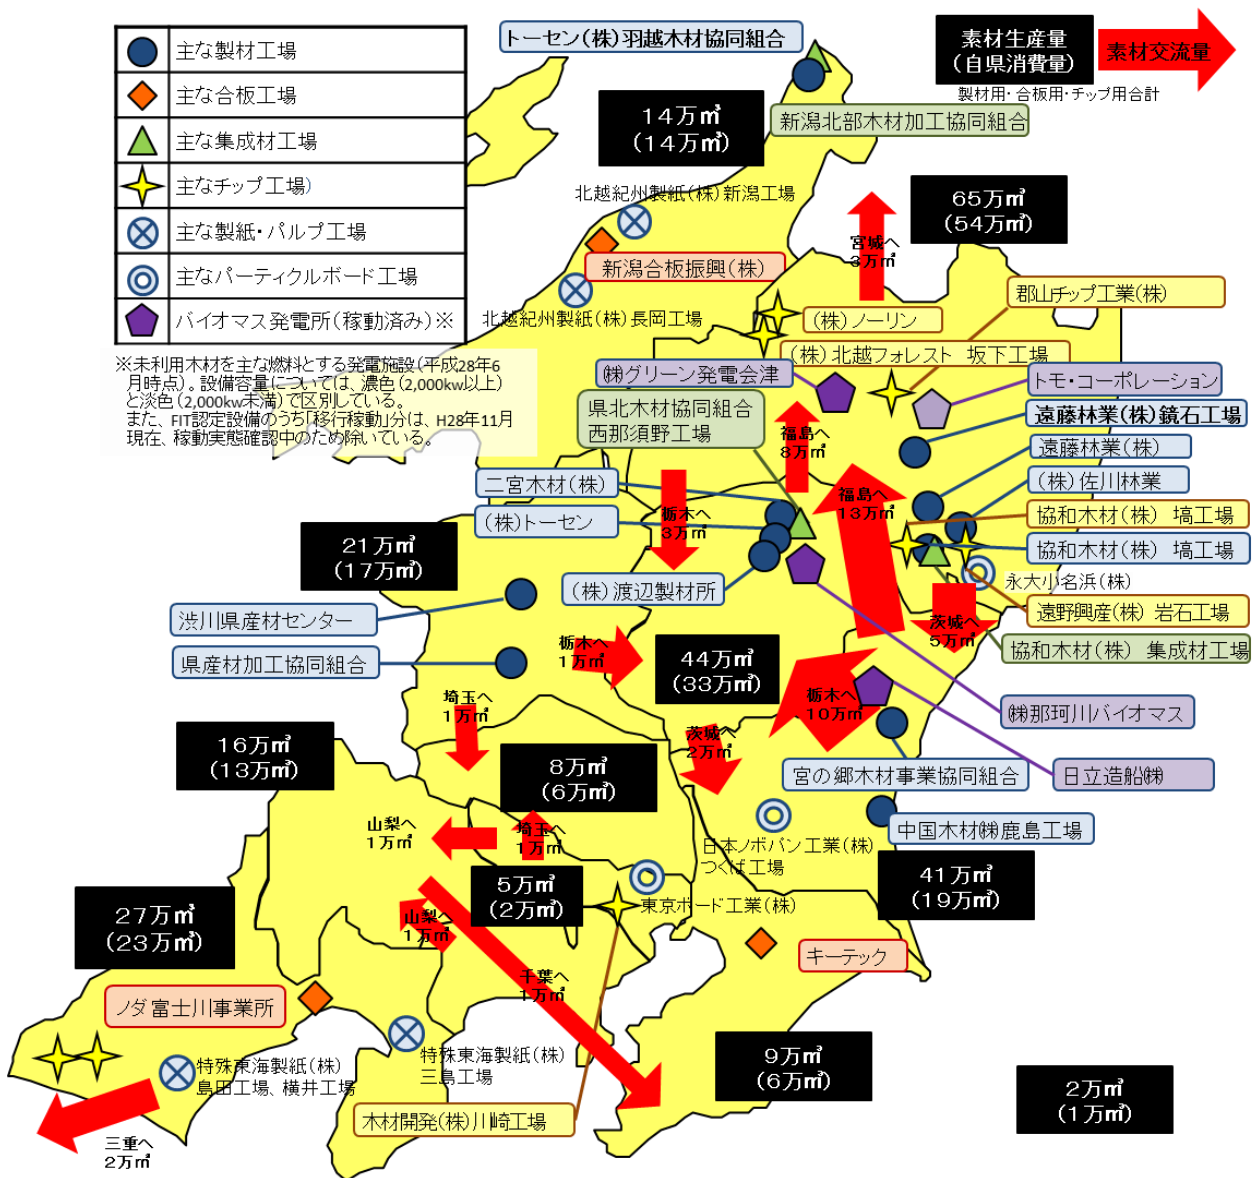 主な製材工場
主な合板工場
主な集成材工場
主なチップ工場)
主な製紙・パルプ工場
主なパーティクルボード工場
バイオマス発電所(稼動済み)※
※未利用木材を主な燃料とする発電施設(平成28年6
月時点)。設備容量については、濃色(2,000kw以上)
と淡色(2,000kw未満)で区別している。
また、FIT認定設備のうち「移行稼動」分は、H28年11月
現在、稼動実態確認中のため除いている。
トーセン(株)羽越木材協同組合
素材生産量
(自県消費量)
素材交流量
製材用・合板用・チップ用合計
14万㎥
(14万㎥)
新潟北部木材加工協同組合
北越紀州製紙(株)新潟工場
新潟合板振興(株)
北越紀州製紙(株)長岡工場
65万㎥
(54万㎥)
宮城へ
3万㎥
郡山チップ工業(株)
(株)ノーリン
(株)北越フォレスト 坂下工場
㈱グリーン発電会津
トモ・コーポレーション
県北木材協同組合
西那須野工場
遠藤林業(株)鏡石工場
福島へ
8万㎥
遠藤林業(株)
二宮木材(株)
(株)佐川林業
栃木へ
3万㎥
福島へ
13万㎥
(株)トーセン
協和木材(株) 塙工場
協和木材(株) 塙工場
21万㎥
(17万㎥)
(株)渡辺製材所
永大小名浜(株)
渋川県産材センター
茨城へ
5万㎥
遠野興産(株) 岩石工場
県産材加工協同組合
栃木へ
1万㎥
44万㎥
(33万㎥)
協和木材(株) 集成材工場
埼玉へ
1万㎥
栃木へ
10万㎥
㈱那珂川バイオマス
16万㎥
(13万㎥)
茨城へ
2万㎥
8万㎥
(6万㎥)
宮の郷木材事業協同組合
日立造船㈱
山梨へ
1万㎥
埼玉へ
1万㎥
日本ノボパン工業(株)
つくば工場
中国木材㈱鹿島工場
5万㎥
(2万㎥)
41万㎥
(19万㎥)
27万㎥
(23万㎥)
山梨へ
1万㎥
東京ボード工業(株)
キーテック
千葉へ
1万㎥
ノダ富士川事業所
特殊東海製紙(株)
島田工場、横井工場
特殊東海製紙(株)
三島工場
9万㎥
(6万㎥)
2万㎥
(1万㎥)
木材開発(株)川崎工場
三重へ
2万㎥